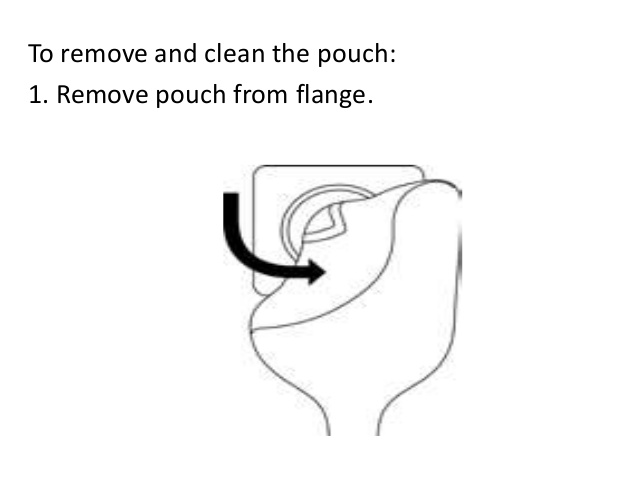 To remove and clean the pouch:
1. Remove pouch from flange.